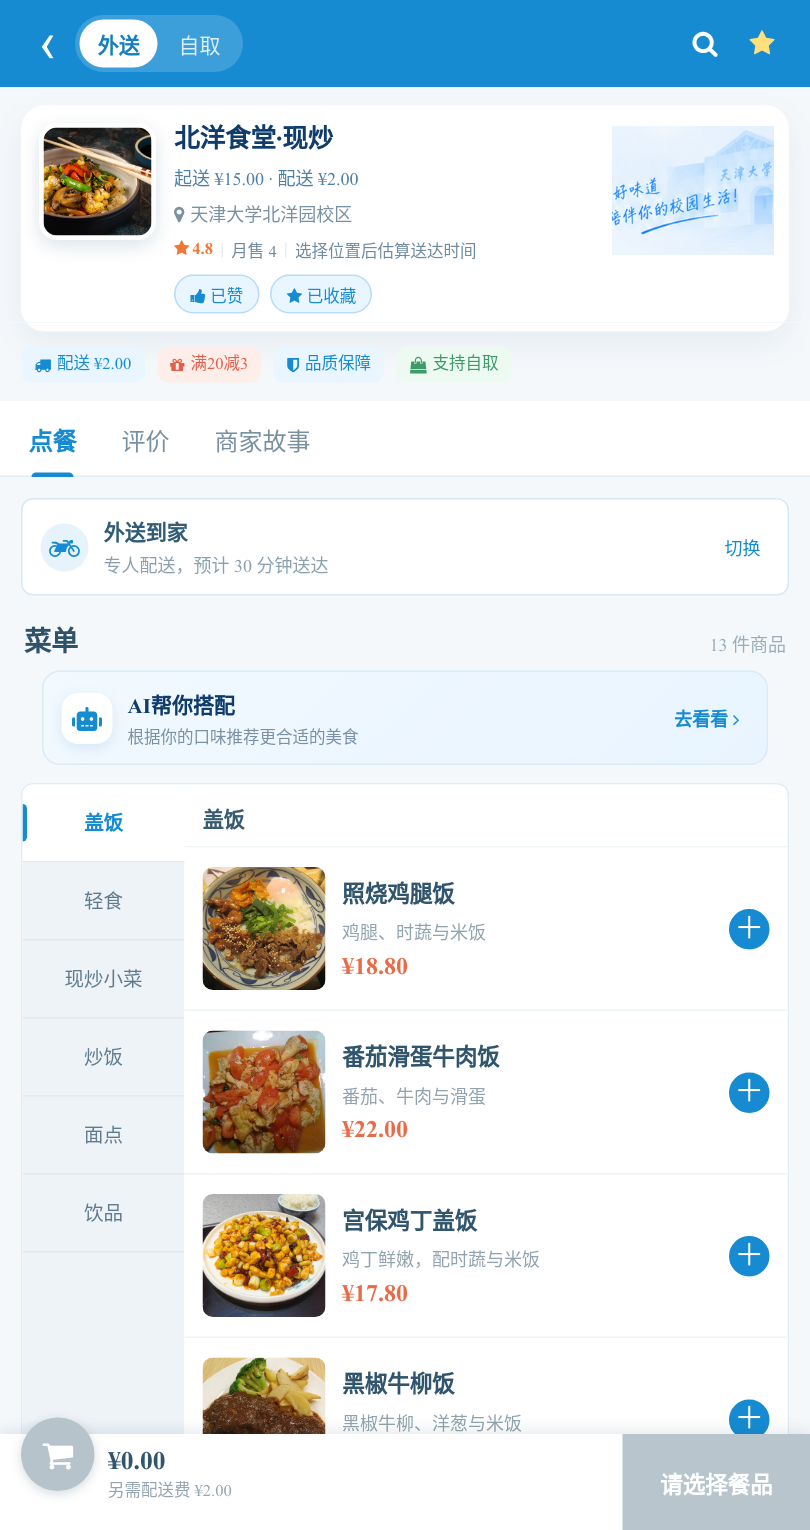 外送 自取
北洋食堂·现炒
起送 ¥15.00 · 配送 ¥2.00
天津大学北洋园校区
4.8 月售 4 选择位置后估算送达时间
已赞 已收藏
好味道
陪伴你的校园生活!
天津大学
配送 ¥2.00 满20减3 品质保障 支持自取
点餐 评价 商家故事
外送到家
专人配送，预计 30 分钟送达
切换
菜单
13 件商品
AI帮你搭配
根据你的口味推荐更合适的美食
去看看
盖饭
轻食
现炒小菜
炒饭
面点
饮品
盖饭
照烧鸡腿饭
鸡腿、时蔬与米饭
¥18.80
番茄滑蛋牛肉饭
番茄、牛肉与滑蛋
¥22.00
宫保鸡丁盖饭
鸡丁鲜嫩，配时蔬与米饭
¥17.80
黑椒牛柳饭
黑椒牛柳、洋葱与米饭
¥0.00
另需配送费 ¥2.00
请选择餐品